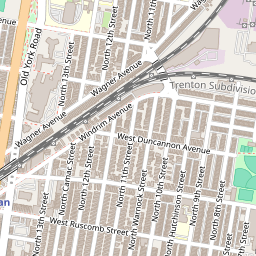 Old York Road
North 13th Street
North 12th Street
North 11th Street
Wagner Avenue
Wa
Trenton Subdivision
Wagner Avenue
Windrim Avenue
West Duncannon Avenue
North Camac Street
North 12th Street
North 11th Street
North Warnock Street
North 10th Street
North Hutchinson Street
North 9th Street
North 8th Street
North 13th Street
an
West Ruscomb Street